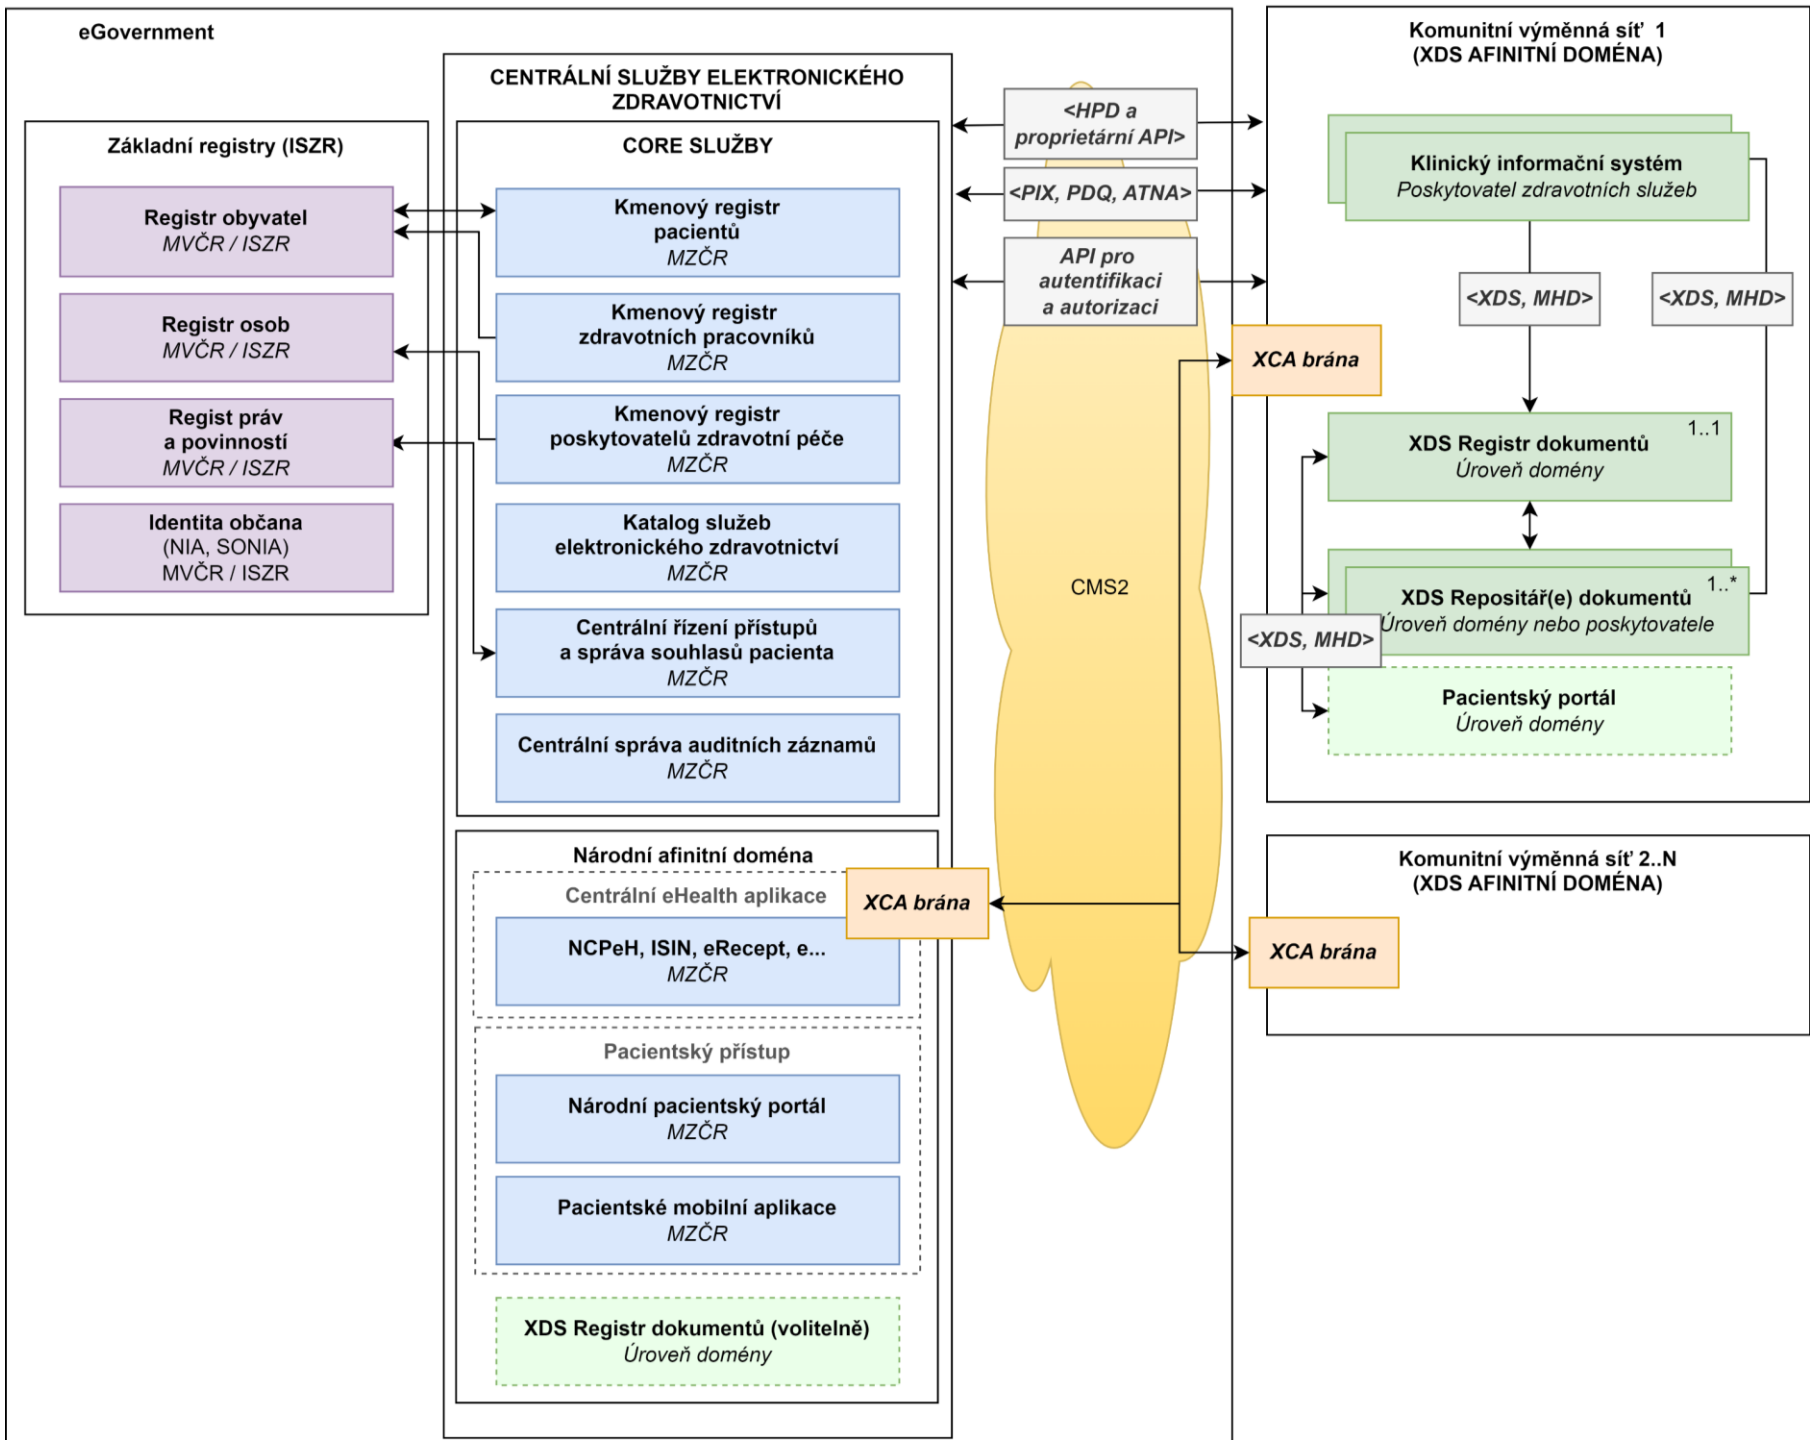 eGovernment
Základní registry (ISZR)
Registr obyvatel
MVČR / ISZR
Registr osob
MVČR / ISZR
Regist práv
a povinností
MVČR / ISZR
Identita občana
(NIA, SONIA)
MVČR / ISZR
CENTRÁLNÍ SLUŽBY ELEKTRONICKÉHO
ZDRAVOTNICTVÍ
CORE SLUŽBY
Kmenový registr
pacientů
MZČR
Kmenový registr
zdravotních pracovníků
MZČR
Kmenový registr
poskytovatelů zdravotní péče
MZČR
Katalog služeb
elektronického zdravotnictví
MZČR
Centrální řízení přístupů
a správa souhlasů pacienta
MZČR
Centrální správa auditních záznamů
MZČR
Národní afinitní doména
Centrální eHealth aplikace
XCA brána
NCPeH, ISIN, eRecept, e...
MZČR
Pacientský přístup
Národní pacientský portál
MZČR
Pacientské mobilní aplikace
MZČR
XDS Registr dokumentů (volitelně)
Úroveň domény
<HPD a
proprietární API>
<PIX, PDQ, ATNA>
API pro
autentifikaci
a autorizaci
CMS2
Komunitní výměnná síť  1
(XDS AFINITNÍ DOMÉNA)
Klinický informační systém
Poskytovatel zdravotních služeb
<XDS, MHD>
<XDS, MHD>
XCA brána
1..1
XDS Registr dokumentů
Úroveň domény
1..*
XDS Repositář(e) dokumentů
Úroveň domény nebo poskytovatele
<XDS, MHD>
Pacientský portál
Úroveň domény
Komunitní výměnná síť 2..N
(XDS AFINITNÍ DOMÉNA)
XCA brána